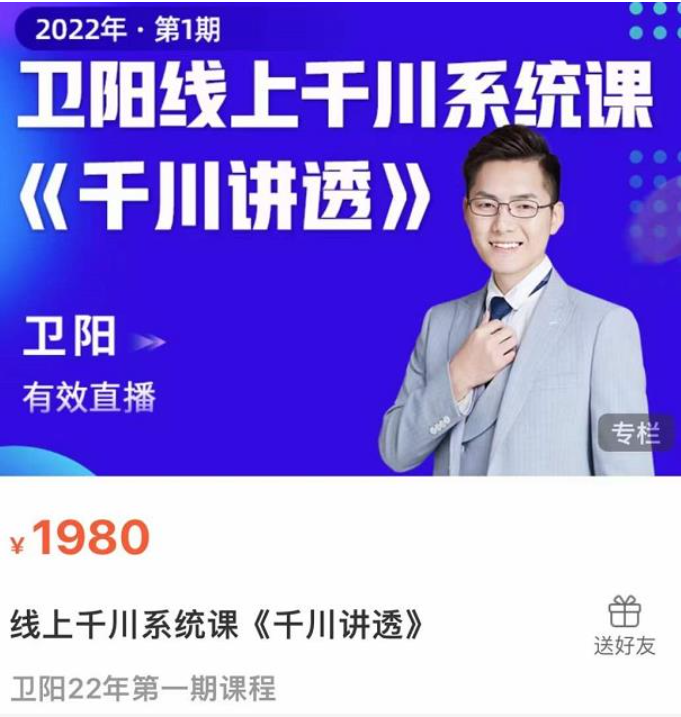 2022年·第1期
卫阳线上千川系统课
《千川讲透》
卫阳
有效直播
专栏
¥1980
线上千川系统课《千川讲透》
送好友
卫阳22年第一期课程